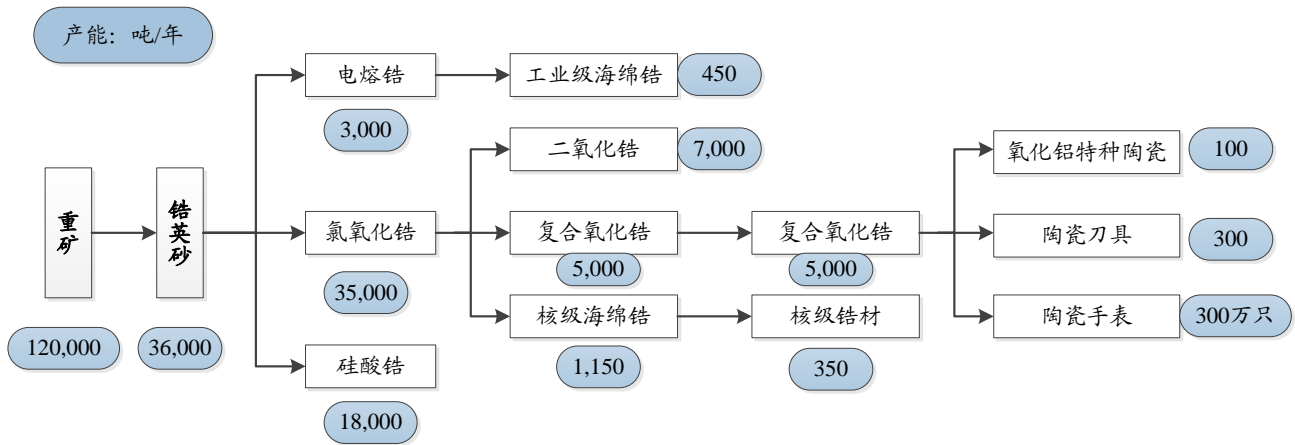 产能：吨/年
重矿
120,000
锆英砂
36,000
电熔锆
3,000
工业级海绵锆
450
氯氧化锆
35,000
二氧化锆
7,000
复合氧化锆
5,000
复合氧化锆
5,000
氧化铝特种陶瓷
100
陶瓷刀具
300
陶瓷手表
300万只
核级海绵锆
1,150
核级锆材
350
硅酸锆
18,000